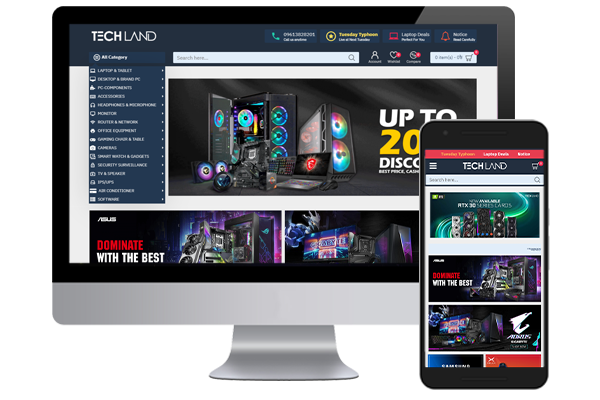 TECH LAND
09613828201
Call us anytime
Tuesday Typhoon
Live at Next Tuesday
Laptop Deals
Perfect For You
Notice
Read Carefully
All Category
Search here...
Account
Wishlist
Compare
0 item(s) - 0৳
LAPTOP & TABLET
DESKTOP & BRAND PC
PC-COMPONENTS
ACCESSORIES
HEADPHONES & MICROPHONE
MONITOR
ROUTER & NETWORK
OFFICE EQUIPMENT
GAMING CHAIR & TABLE
CAMERAS
SMART WATCH & GADGETS
SECURITY SURVEILLANCE
TV & SPEAKER
IPS/UPS
AIR CONDITIONER
SOFTWARE
UP TO
20
DISCO
BEST PRICE, CASH
ASUS
DOMINATE
WITH THE BEST
Tuesday Typhoon
Laptop Deals
Notice
TECH LAND
Search here...
NOW AVAILABLE
RTX 30 SERIES CARDS
ASUS
DOMINATE
WITH THE BEST
AORUS
GIGABYTE
SAMSUNG